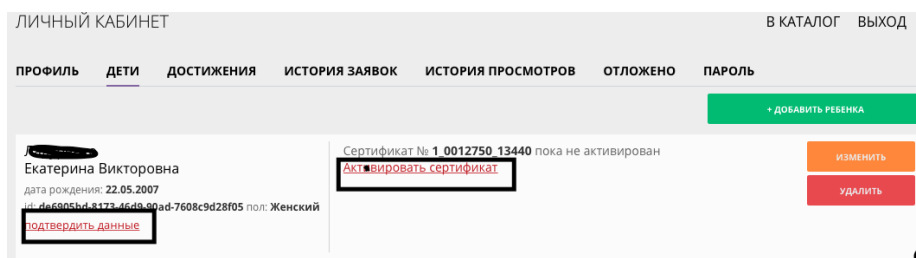 ЛИЧНЫЙ КАБИНЕТ В КАТАЛОГ ВЫХОД
ПРОФИЛЬ ДЕТИ ДОСТИЖЕНИЯ ИСТОРИЯ ЗАЯВОК ИСТОРИЯ ПРОСМОТРОВ ОТЛОЖЕНО ПАРОЛЬ
+ ДОБАВИТЬ РЕБЕНКА
Екатерина Викторовна
дата рождения: 22.05.2007
id: de6905bd-8173-46d9-90ad-7608c9d28f05 пол: Женский
подтвердить данные
Сертификат № 1_0012750_13440 пока не активирован
Активировать сертификат
ИЗМЕНИТЬ
УДАЛИТЬ